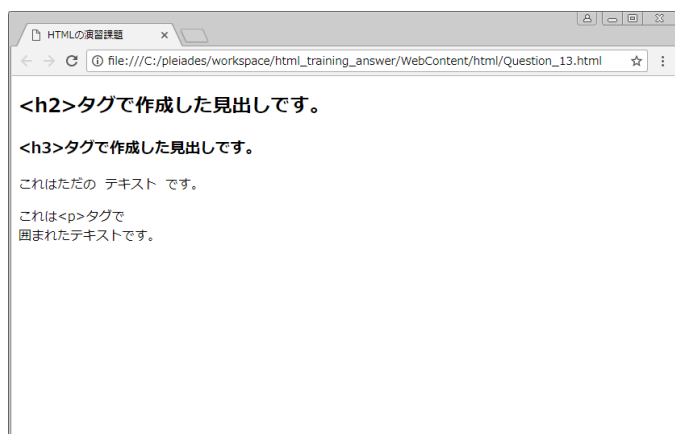 HTMLの演習課題
file:///C:/pleiades/workspace/html_training_answer/WebContent/html/Question_13.html
<h2>タグで作成した見出しです。
<h3>タグで作成した見出しです。
これはただの テキスト です。
これは<p>タグで
囲まれたテキストです。